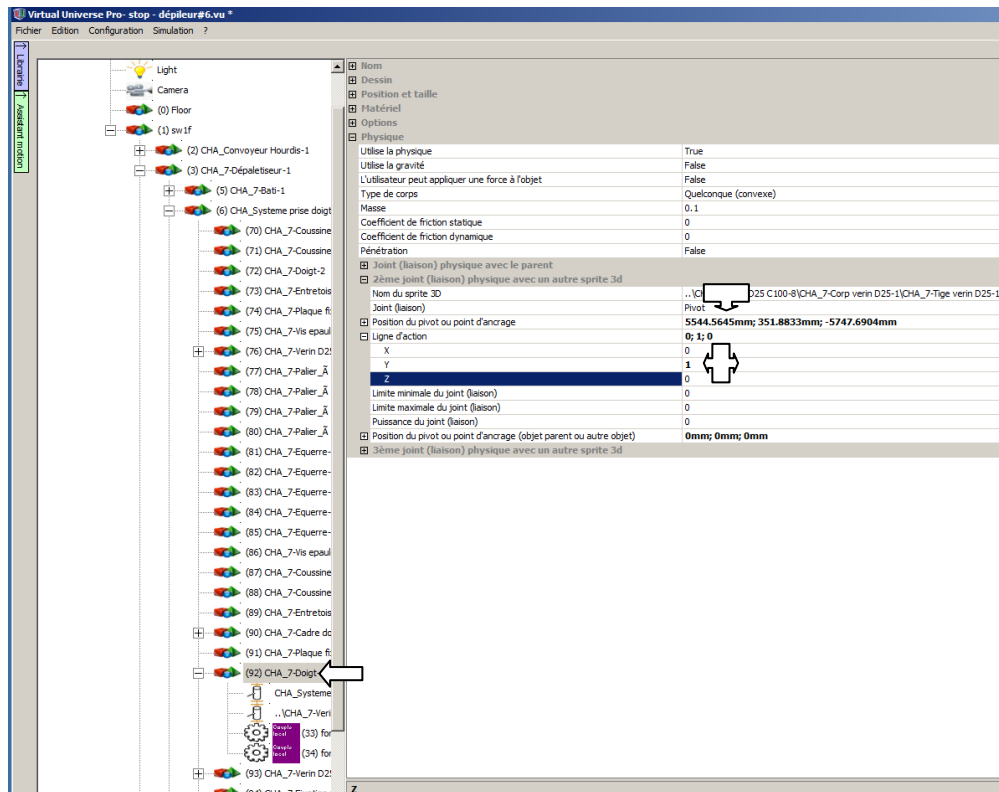 Virtual Universe Pro- stop - dépileur#6.vu *
Fichier Edition Configuration Simulation ?
Librairie
Assistant motion
Light
Camera
(0) Floor
(1) sw1f
(2) CHA_Convoyeur Hourdis-1
(3) CHA_7-Dépaletiseur-1
(5) CHA_7-Bati-1
(6) CHA_Systeme prise doigt
(70) CHA_7-Coussine
(71) CHA_7-Coussine
(72) CHA_7-Doigt-2
(73) CHA_7-Entretois
(74) CHA_7-Plaque fi
(75) CHA_7-Vis epaul
(76) CHA_7-Verin D25
(77) CHA_7-Palier_Ã
(78) CHA_7-Palier_Ã
(79) CHA_7-Palier_Ã
(80) CHA_7-Palier_Ã
(81) CHA_7-Equerre-
(82) CHA_7-Equerre-
(83) CHA_7-Equerre-
(84) CHA_7-Equerre-
(85) CHA_7-Equerre-
(86) CHA_7-Vis epaul
(87) CHA_7-Coussine
(88) CHA_7-Coussine
(89) CHA_7-Entretois
(90) CHA_7-Cadre do
(91) CHA_7-Plaque fi
(92) CHA_7-Doigt-
CHA_Systeme
..\CHA_7-Veri
Couple local (33) for
Couple local (34) for
(93) CHA_7-Verin D25
Nom
Dessin
Position et taille
Matériel
Options
Physique
Utilise la physique True
Utilise la gravité False
L'utilisateur peut appliquer une force à l'objet False
Type de corps Quelconque (convexe)
Masse 0.1
Coefficient de friction statique 0
Coefficient de friction dynamique 0
Pénétration False
Joint (liaison) physique avec le parent
2ème joint (liaison) physique avec un autre sprite 3d
Nom du sprite 3D ..\CH D25 C100-8\CHA_7-Corp verin D25-1\CHA_7-Tige verin D25-1
Joint (liaison) Pivot
Position du pivot ou point d'ancrage 5544.5645mm; 351.8833mm; -5747.6904mm
Ligne d'action 0; 1; 0
X 0
Y 1
Z 0
Limite minimale du joint (liaison) 0
Limite maximale du joint (liaison) 0
Puissance du joint (liaison) 0
Position du pivot ou point d'ancrage (objet parent ou autre objet) 0mm; 0mm; 0mm
3ème joint (liaison) physique avec un autre sprite 3d
Z